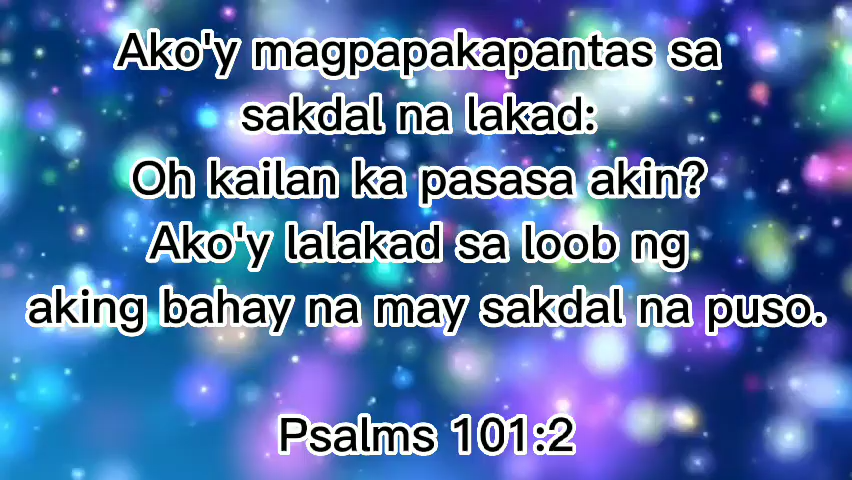 Ako'y magpapakapantas sa
sakdal na lakad:
Oh kailan ka pasasa akin?
Ako'y lalakad sa loob ng
aking bahay na may sakdal na puso.
Psalms 101:2